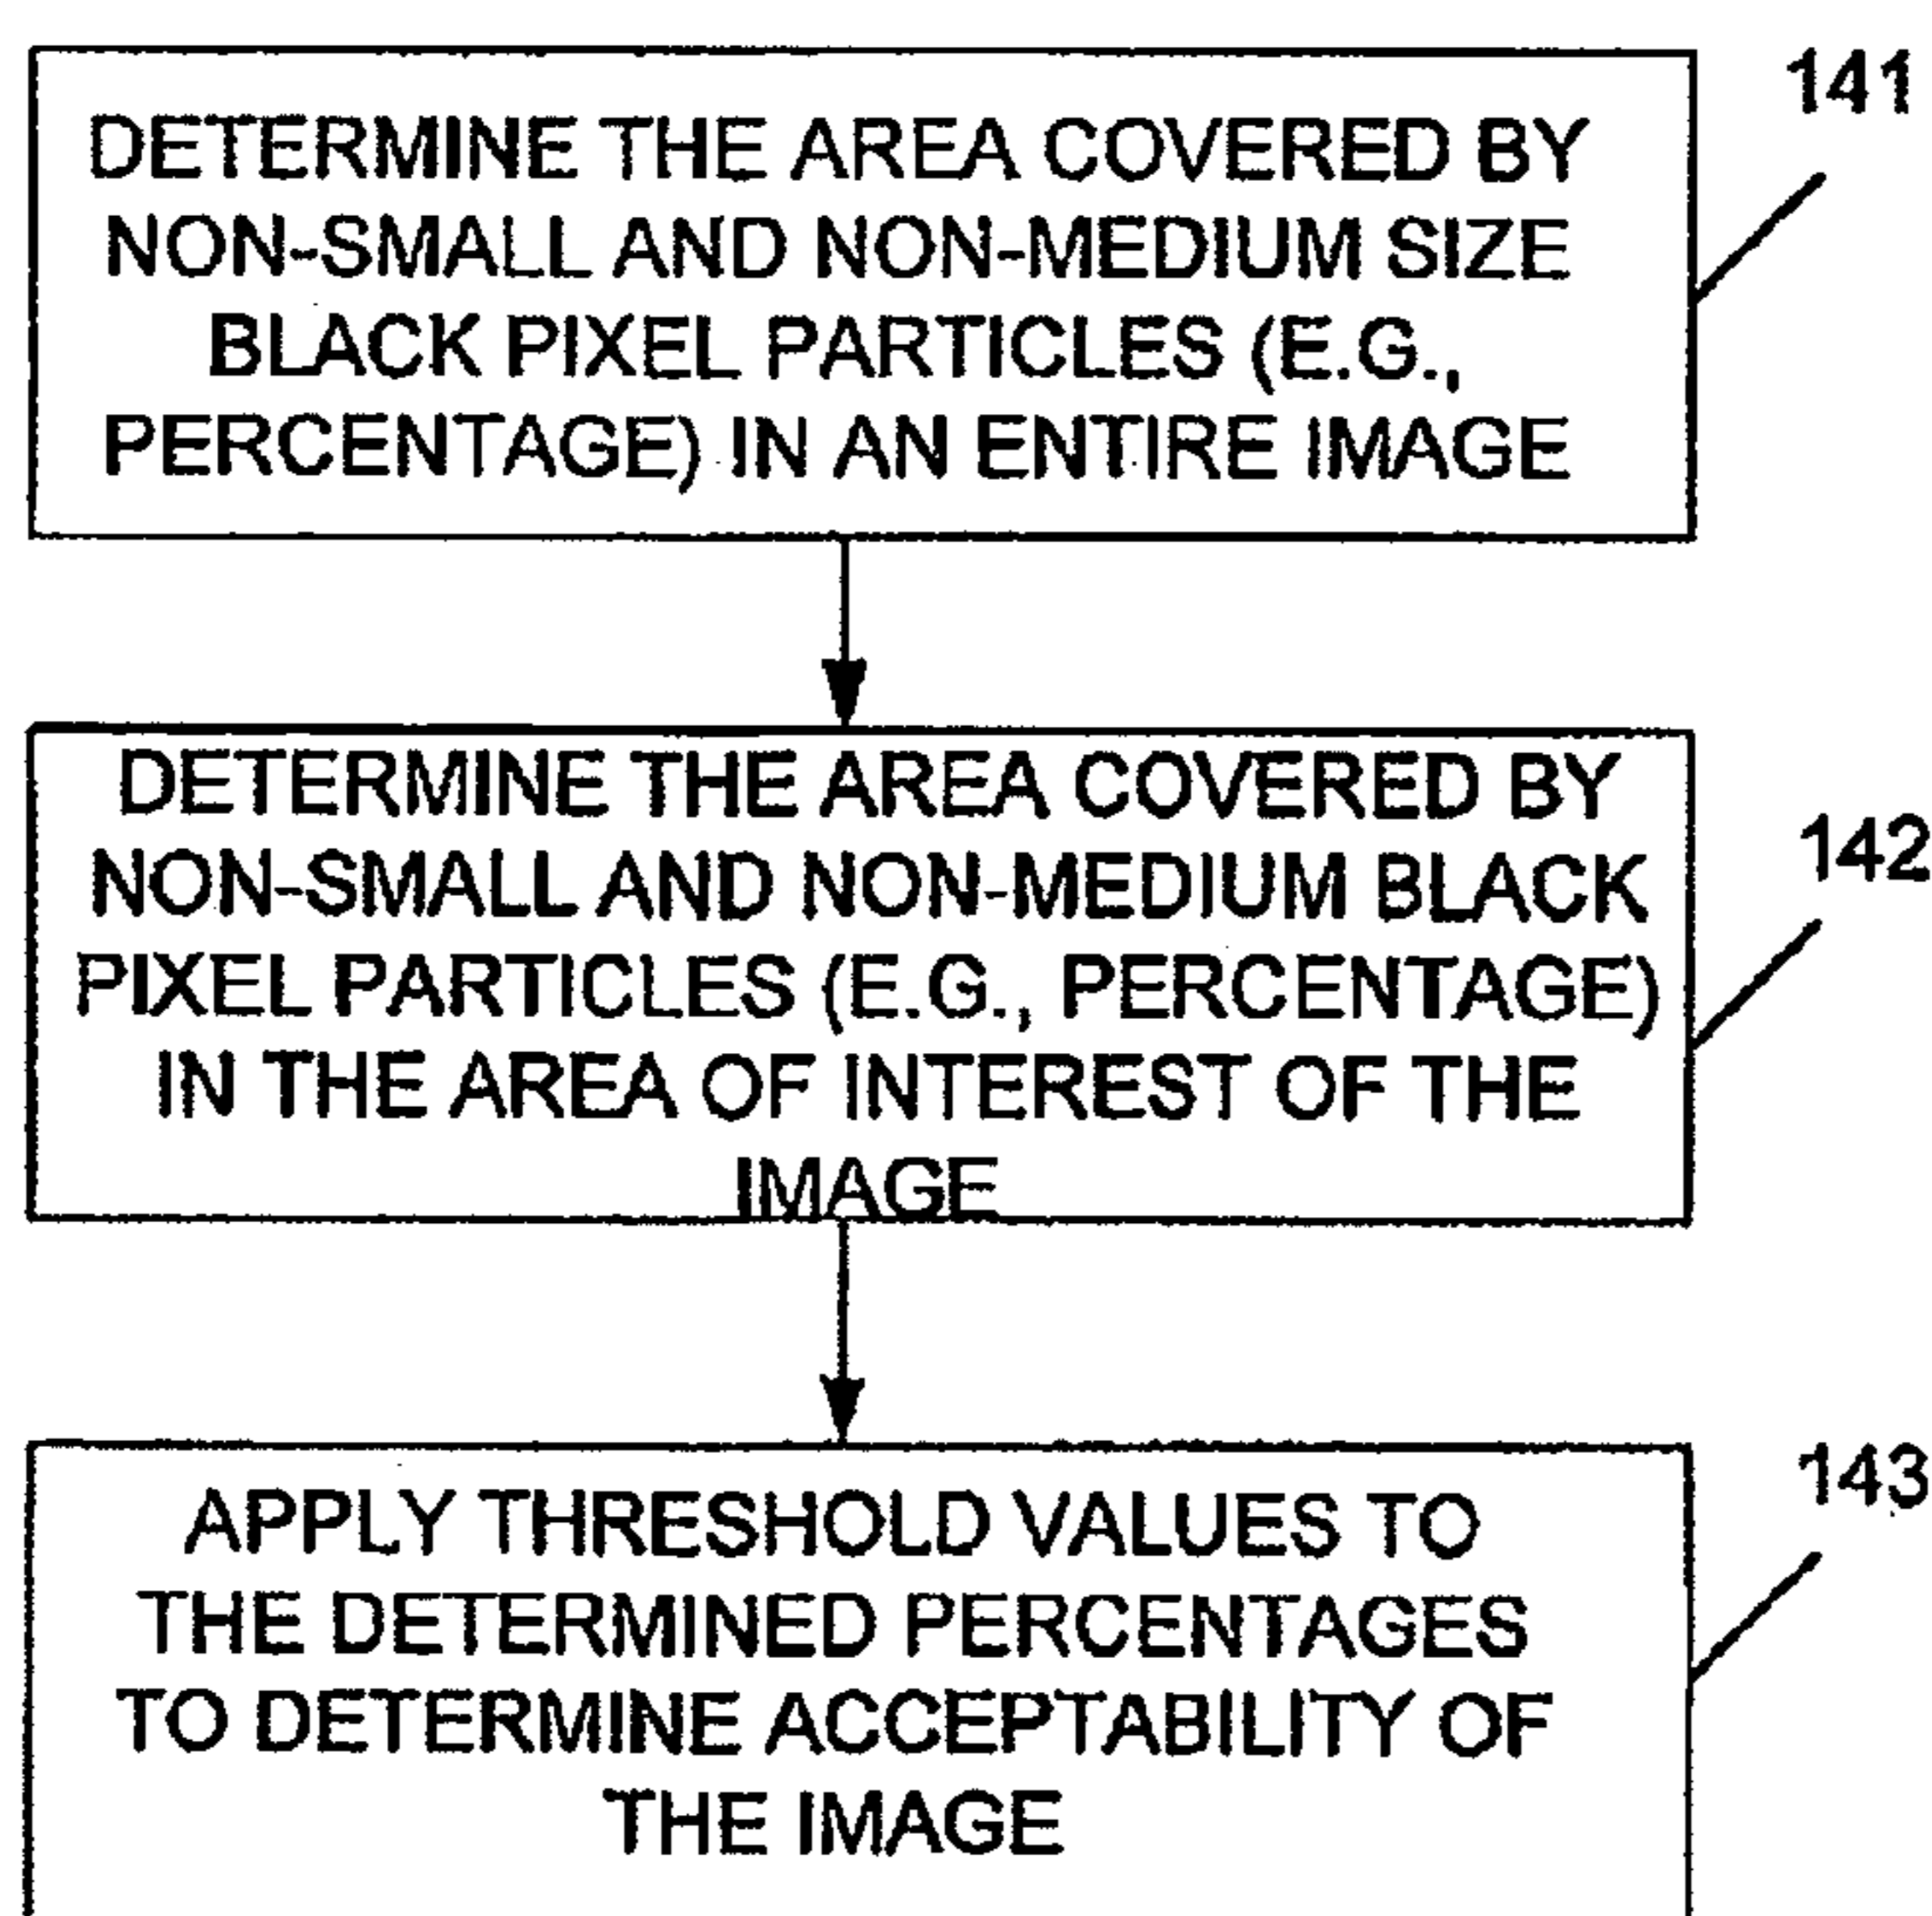 141
DETERMINE THE AREA COVERED BY
NON-SMALL AND NON-MEDIUM SIZE
BLACK PIXEL PARTICLES (E.G.,
PERCENTAGE) IN AN ENTIRE IMAGE
142
DETERMINE THE AREA COVERED BY
NON-SMALL AND NON-MEDIUM BLACK
PIXEL PARTICLES (E.G., PERCENTAGE)
IN THE AREA OF INTEREST OF THE
IMAGE
143
APPLY THRESHOLD VALUES TO
THE DETERMINED PERCENTAGES
TO DETERMINE ACCEPTABILITY OF
THE IMAGE